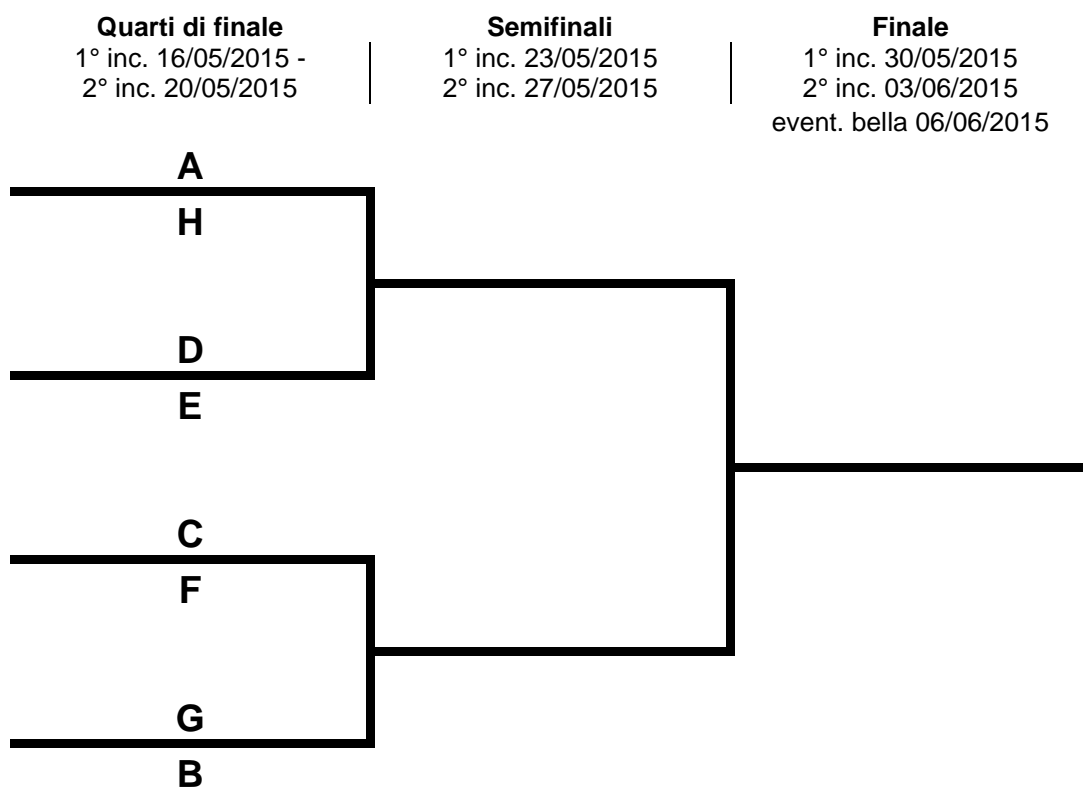 Quarti di finale
1° inc. 16/05/2015 -
2° inc. 20/05/2015
Semifinali
1° inc. 23/05/2015
2° inc. 27/05/2015
Finale
1° inc. 30/05/2015
2° inc. 03/06/2015
event. bella 06/06/2015
A
H
D
E
C
F
G
B